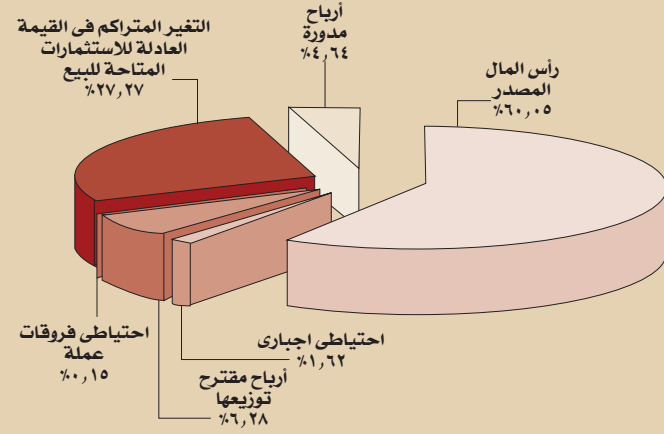 أرباح
مدورة
٤,٦٤٪
التغير المتراكم فى القيمة
العادلة للاستثمارات
المتاحة للبيع
٢٧,٢٧٪
رأس المال
المصدر
٦٠,٠٥٪
احتياطى فروقات
عملة
٠,١٥٪
احتياطى اجبارى
١,٦٢٪
أرباح مقترح
توزيعها
٦,٢٨٪